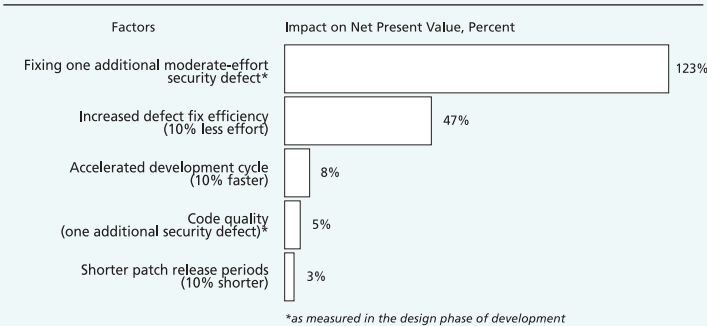 Factors
Impact on Net Present Value, Percent
Fixing one additional moderate-effort
security defect*
123%
Increased defect fix efficiency
(10% less effort)
47%
Accelerated development cycle
(10% faster)
8%
Code quality
(one additional security defect)*
5%
Shorter patch release periods
(10% shorter)
3%
*as measured in the design phase of development